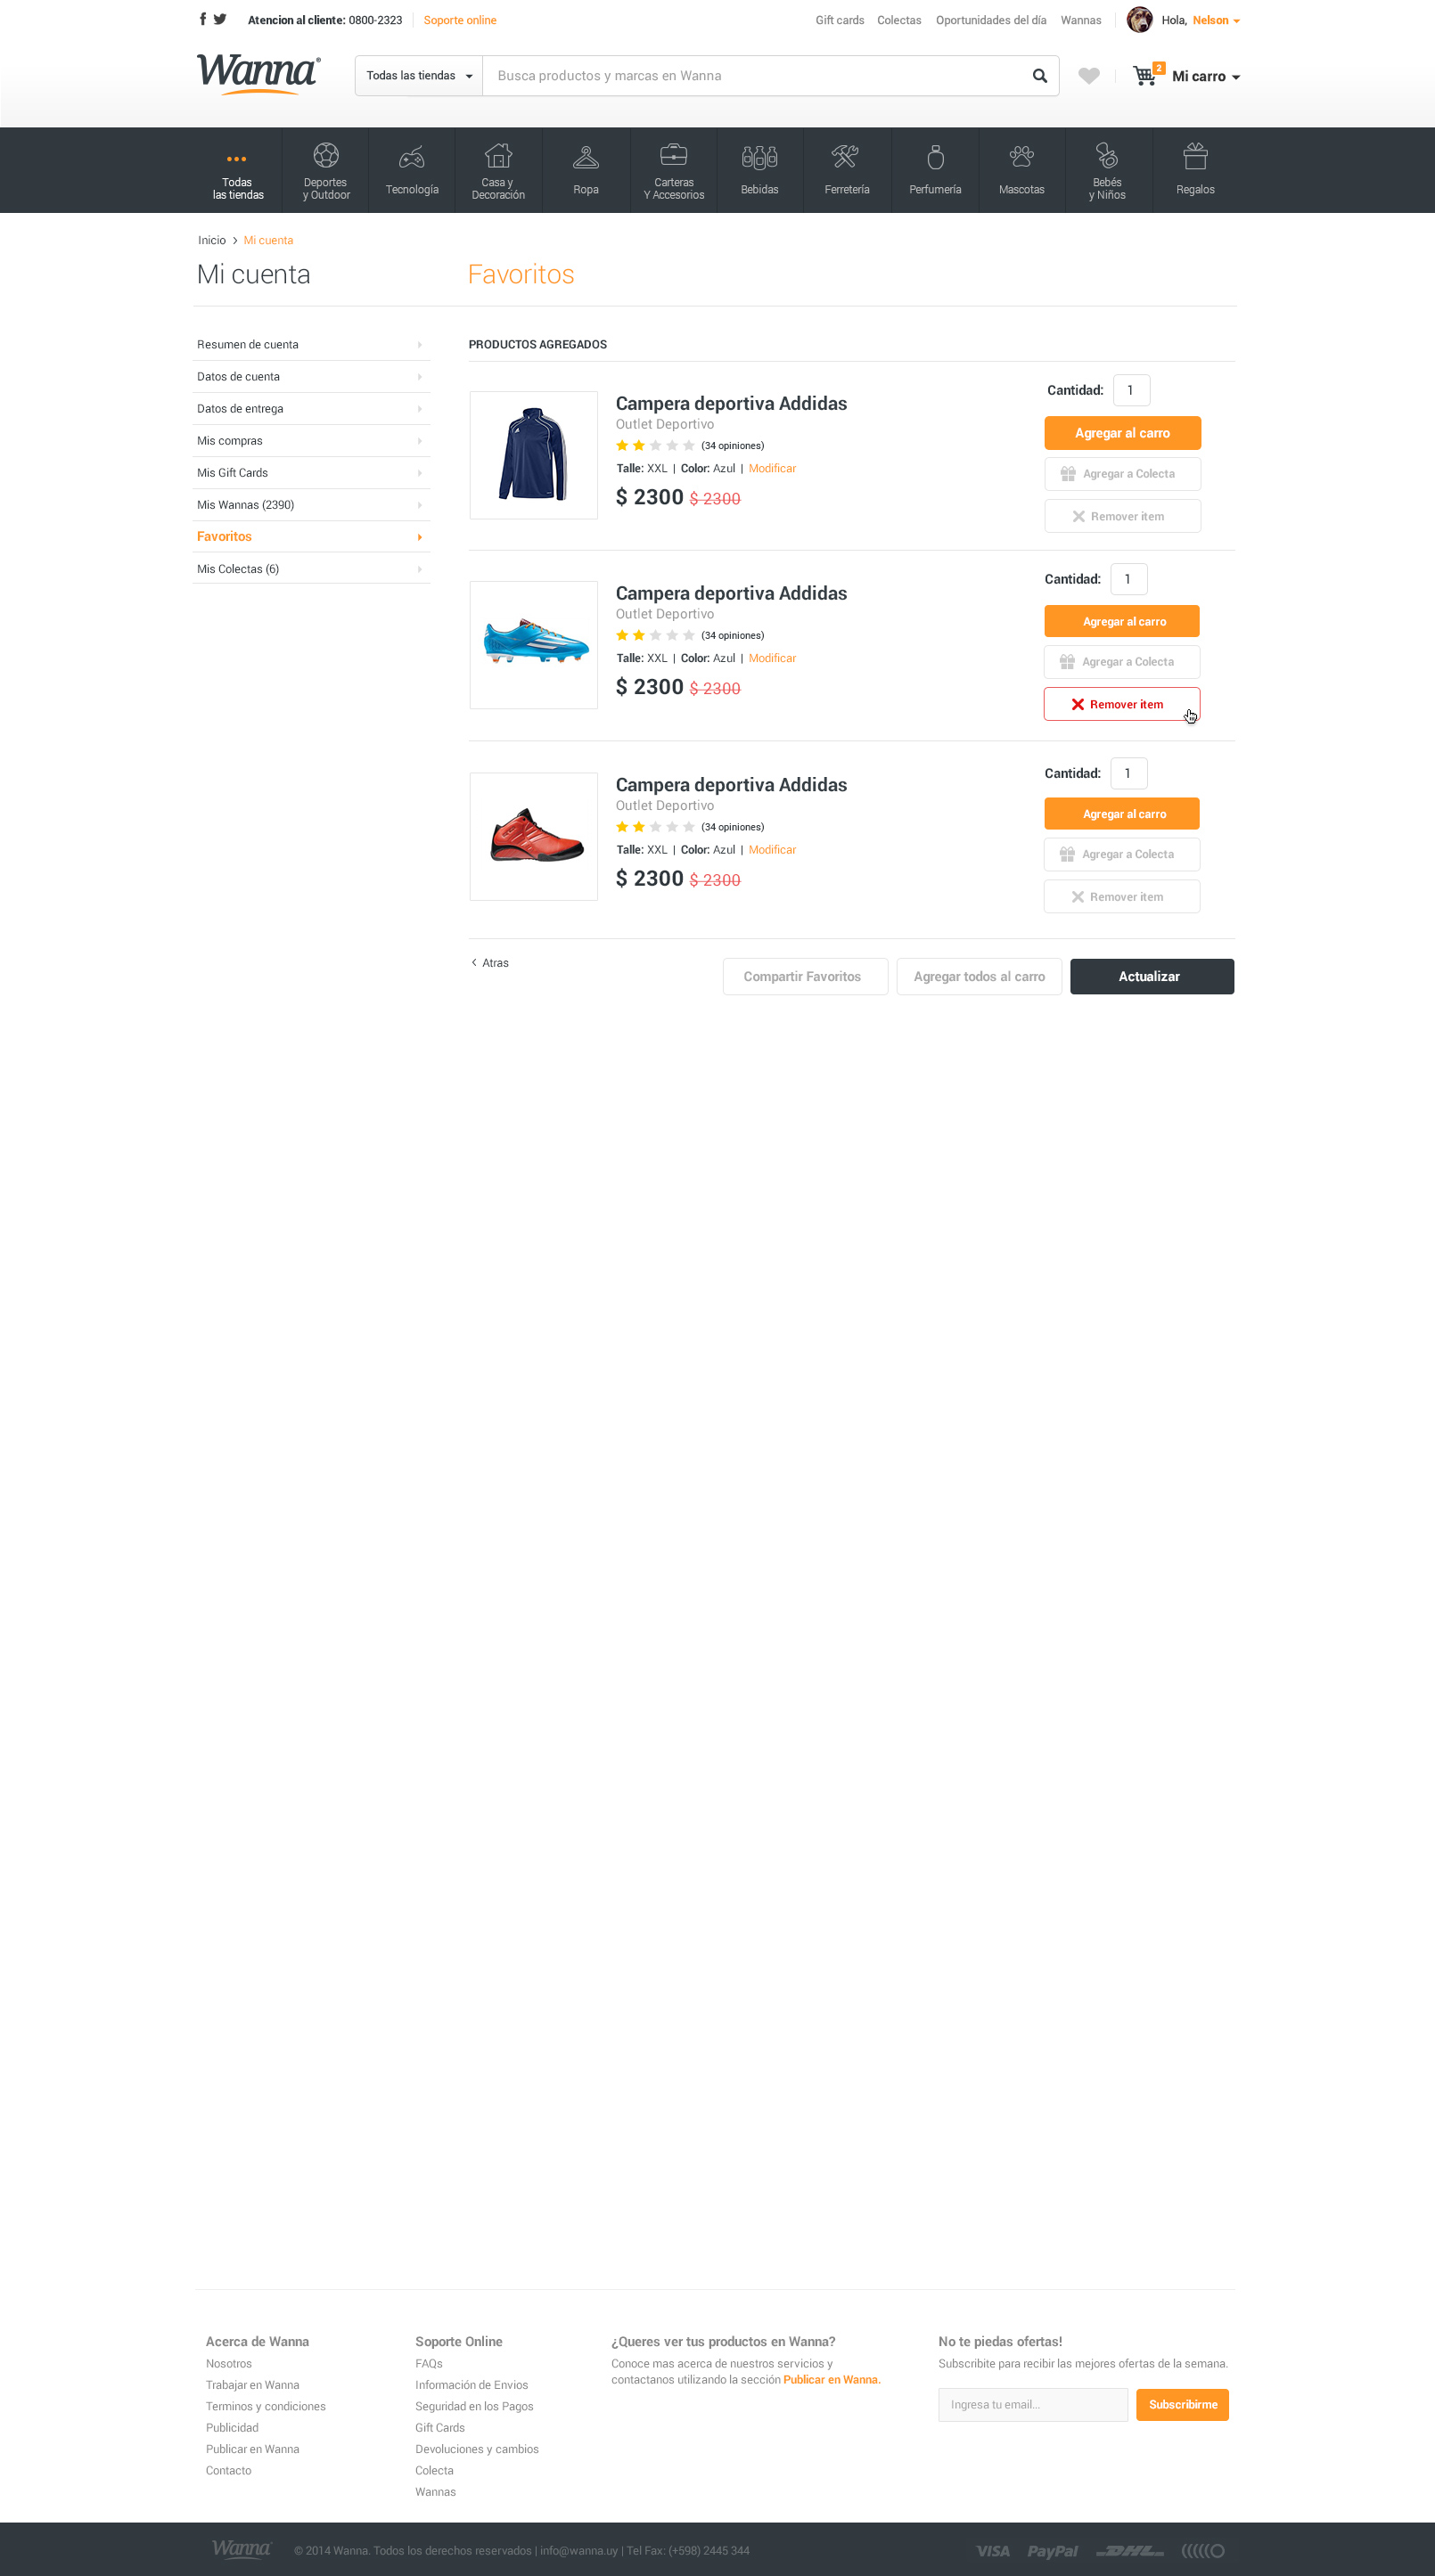 Atencion al cliente: 0800-2323 Soporte online Gift cards Colectas Oportunidades del día Wannas Hola, Nelson
Wanna® Todas las tiendas Busca productos y marcas en Wanna 2 Mi carro
Todas
las tiendas
Deportes
y Outdoor
Tecnología
Casa y
Decoración
Ropa
Carteras
Y Accesorios
Bebidas
Ferretería
Perfumería
Mascotas
Bebés
y Niños
Regalos
Inicio > Mi cuenta
Mi cuenta
Favoritos
Resumen de cuenta
Datos de cuenta
Datos de entrega
Mis compras
Mis Gift Cards
Mis Wannas (2390)
Favoritos
Mis Colectas (6)
PRODUCTOS AGREGADOS
Campera deportiva Addidas
Outlet Deportivo
(34 opiniones)
Talle: XXL | Color: Azul | Modificar
$ 2300 $ 2300
Cantidad: 1
Agregar al carro
Agregar a Colecta
Remover item
Campera deportiva Addidas
Outlet Deportivo
(34 opiniones)
Talle: XXL | Color: Azul | Modificar
$ 2300 $ 2300
Cantidad: 1
Agregar al carro
Agregar a Colecta
Remover item
Campera deportiva Addidas
Outlet Deportivo
(34 opiniones)
Talle: XXL | Color: Azul | Modificar
$ 2300 $ 2300
Cantidad: 1
Agregar al carro
Agregar a Colecta
Remover item
Atras
Compartir Favoritos
Agregar todos al carro
Actualizar
Acerca de Wanna
Nosotros
Trabajar en Wanna
Terminos y condiciones
Publicidad
Publicar en Wanna
Contacto
Soporte Online
FAQs
Información de Envios
Seguridad en los Pagos
Gift Cards
Devoluciones y cambios
Colecta
Wannas
¿Queres ver tus productos en Wanna?
Conoce mas acerca de nuestros servicios y
contactanos utilizando la sección Publicar en Wanna.
No te piedas ofertas!
Subscribite para recibir las mejores ofertas de la semana.
Ingresa tu email... Subscribirme
Wanna © 2014 Wanna. Todos los derechos reservados | info@wanna.uy | Tel Fax: (+598) 2445 344 VISA PayPal DHL